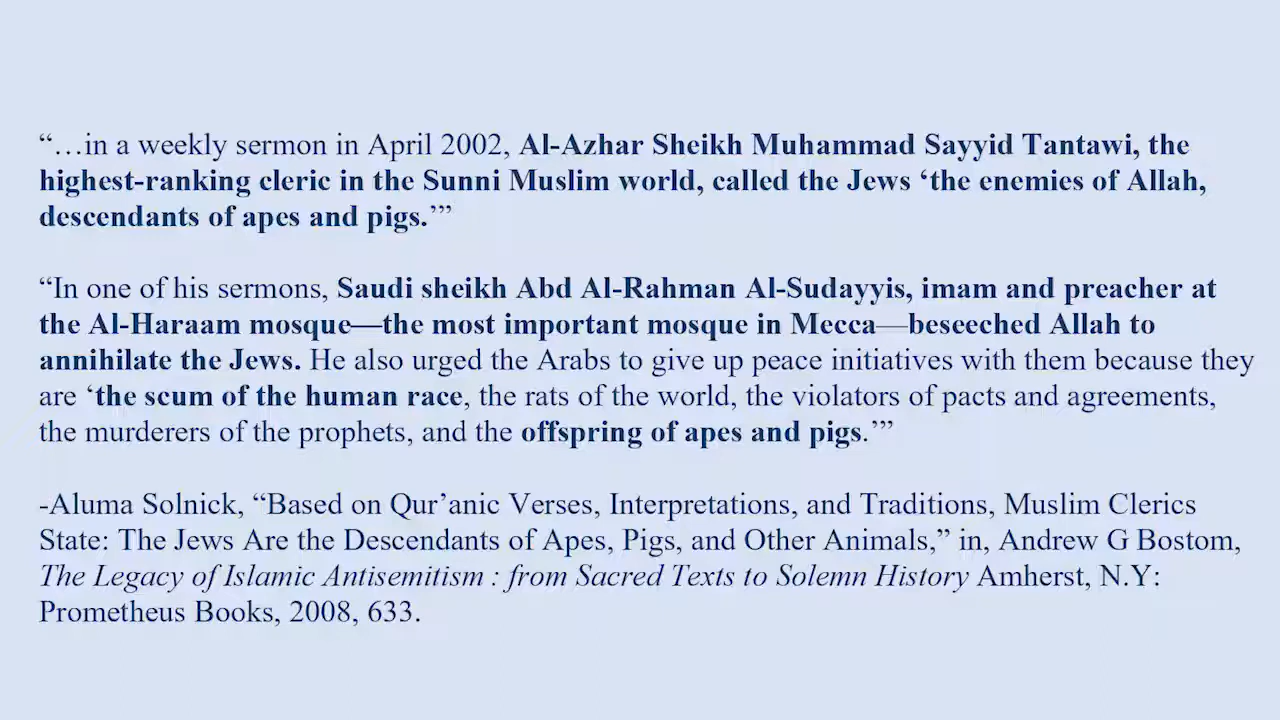 “…in a weekly sermon in April 2002, Al-Azhar Sheikh Muhammad Sayyid Tantawi, the
highest-ranking cleric in the Sunni Muslim world, called the Jews ‘the enemies of Allah,
descendants of apes and pigs.’”
“In one of his sermons, Saudi sheikh Abd Al-Rahman Al-Sudayyis, imam and preacher at
the Al-Haraam mosque—the most important mosque in Mecca—beseeched Allah to
annihilate the Jews. He also urged the Arabs to give up peace initiatives with them because they
are ‘the scum of the human race, the rats of the world, the violators of pacts and agreements,
the murderers of the prophets, and the offspring of apes and pigs.’”
-Aluma Solnick, “Based on Qur’anic Verses, Interpretations, and Traditions, Muslim Clerics
State: The Jews Are the Descendants of Apes, Pigs, and Other Animals,” in, Andrew G Bostom,
The Legacy of Islamic Antisemitism : from Sacred Texts to Solemn History Amherst, N.Y:
Prometheus Books, 2008, 633.